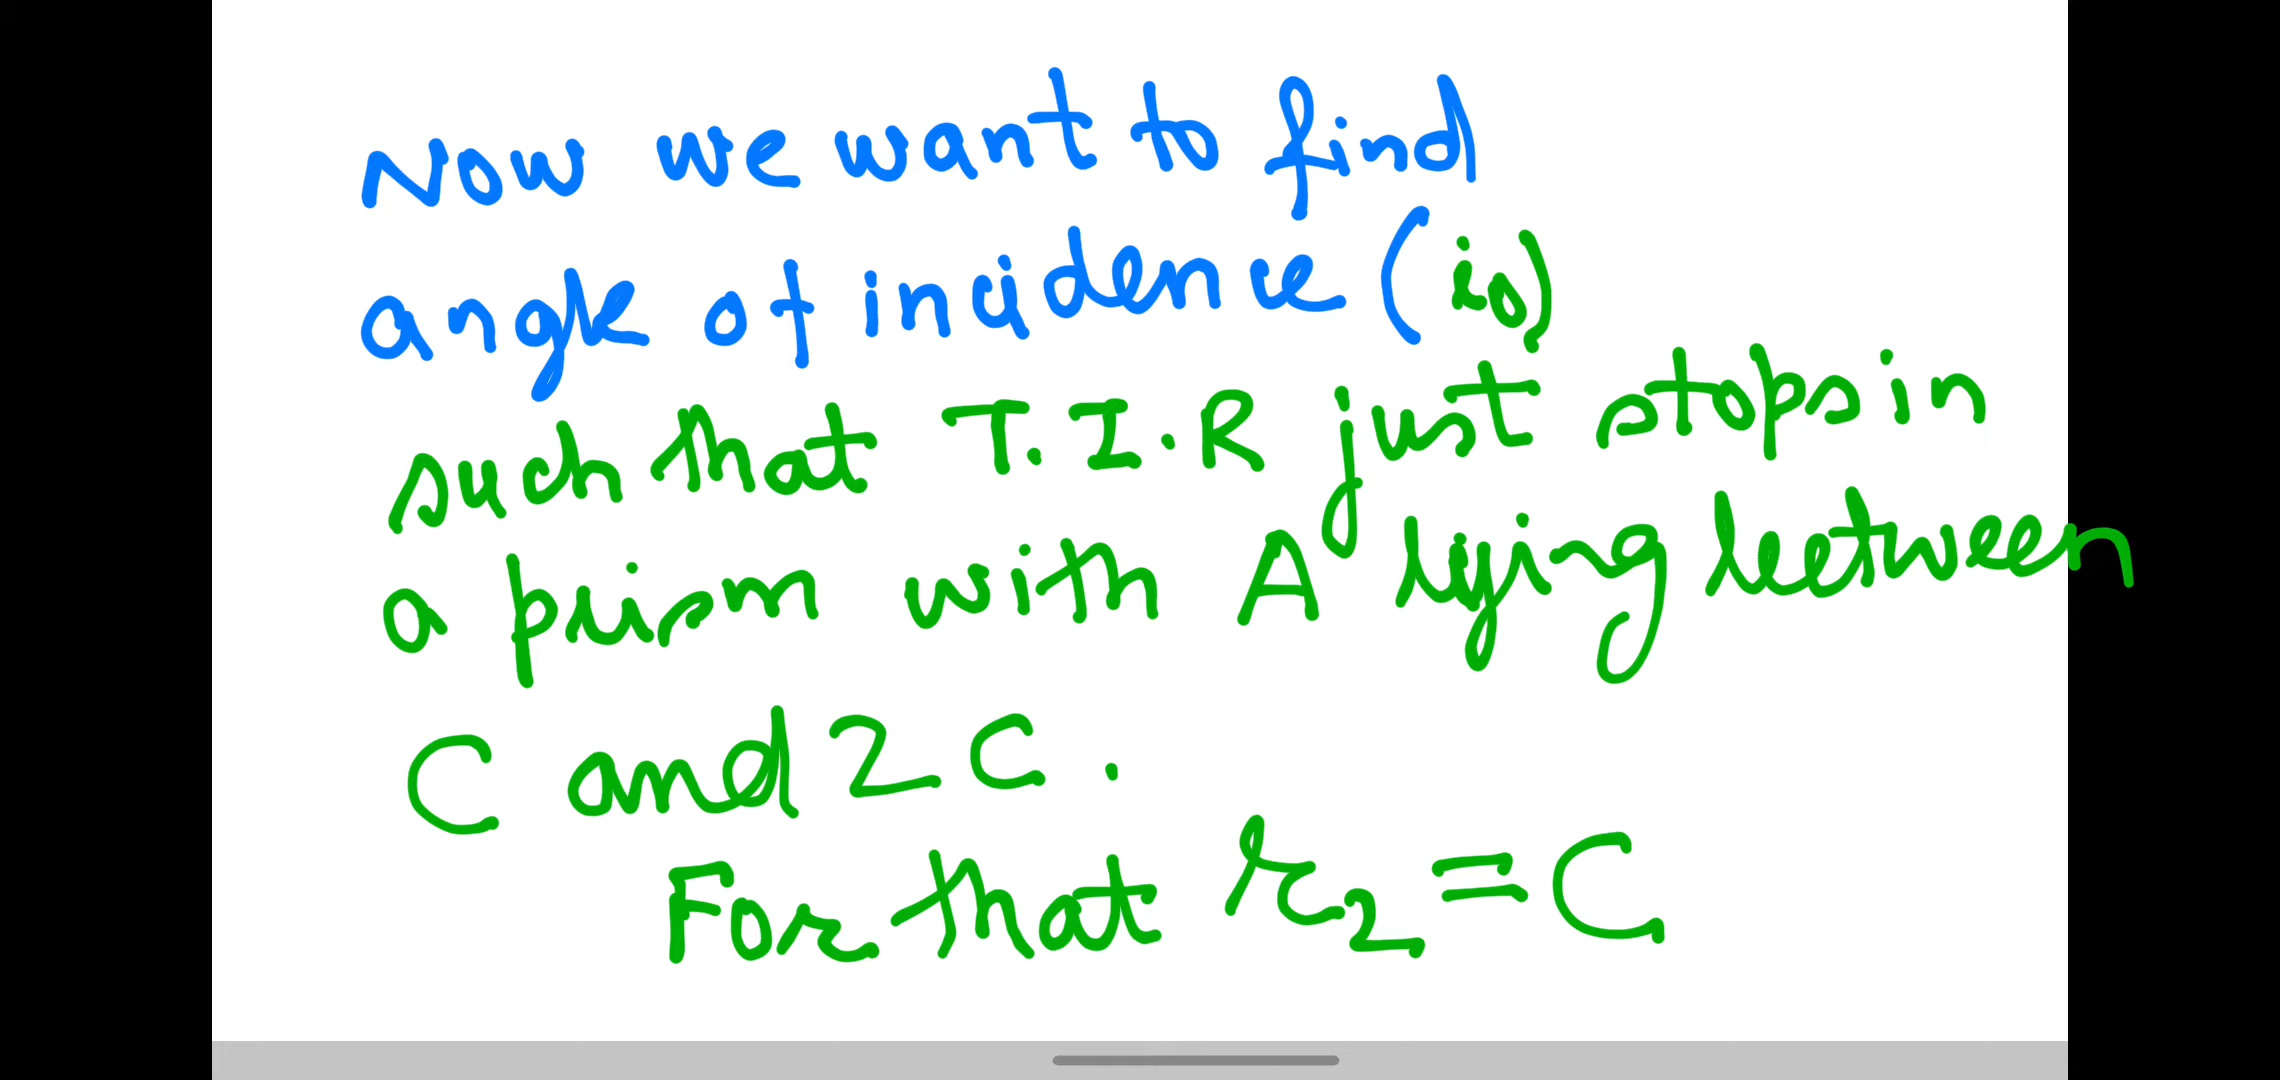 Now we want to find
angle of incidence (io)
such that T.I.R just stops in
a prism with A lying between
C and 2C.
For that r2 = C